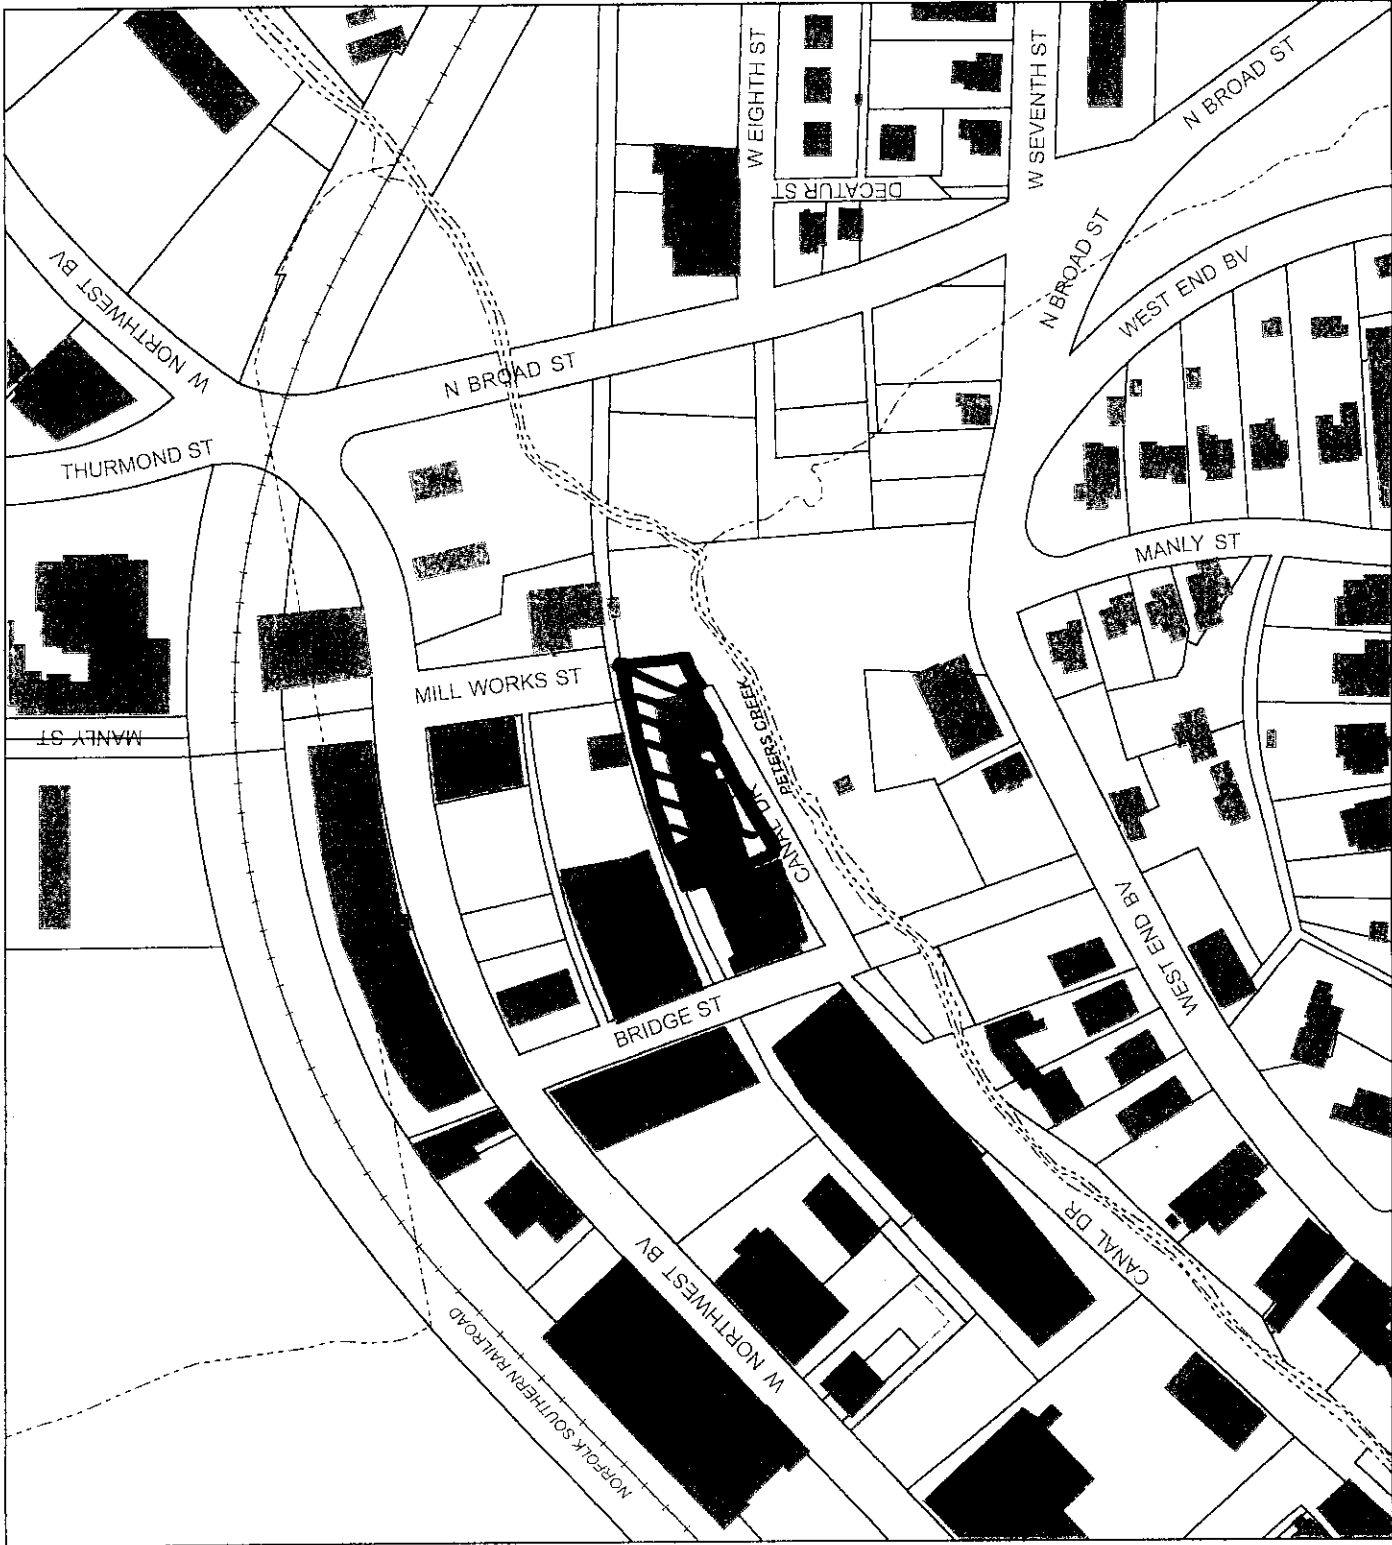 W EIGHTH ST
W SEVENTH ST
N BROAD ST
DECATUR ST
N BROAD ST
W NORTHWEST BV
WEST END BV
N BROAD ST
THURMOND ST
MANLY ST
MILL WORKS ST
MANLY ST
PETERS CREEK
CANAL DR
WEST END BV
BRIDGE ST
CANAL DR
W NORTHWEST BV
NORFOLK SOUTHERN RAILROAD